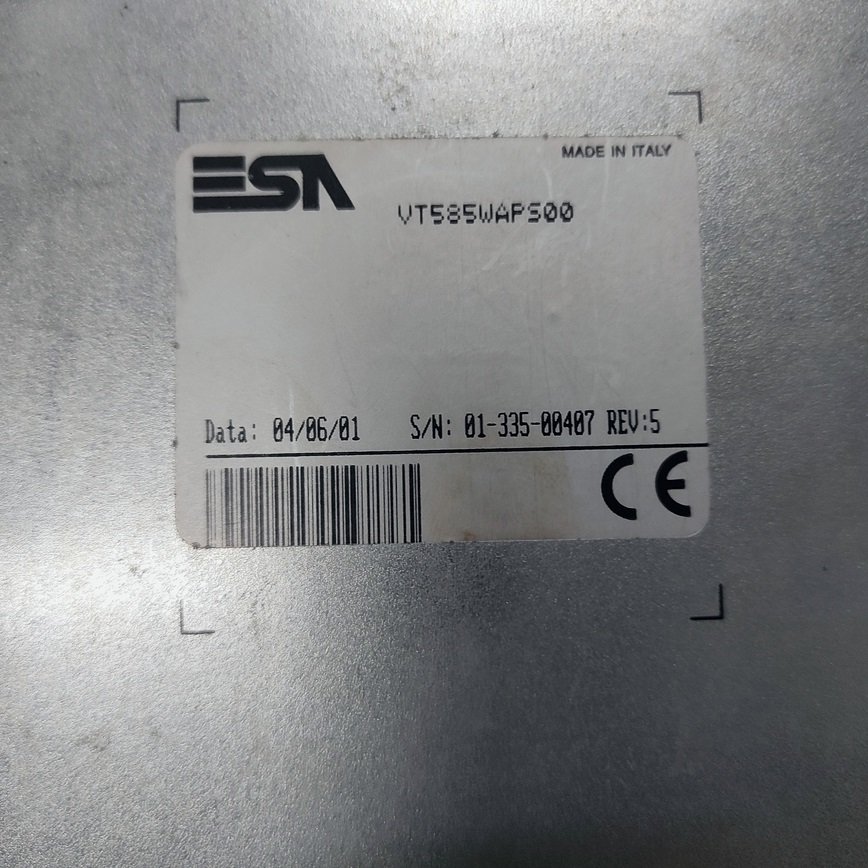 ESA
MADE IN ITALY
VT585WAPS00
Data: 04/06/01 S/N: 01-335-00407 REV:5
CE